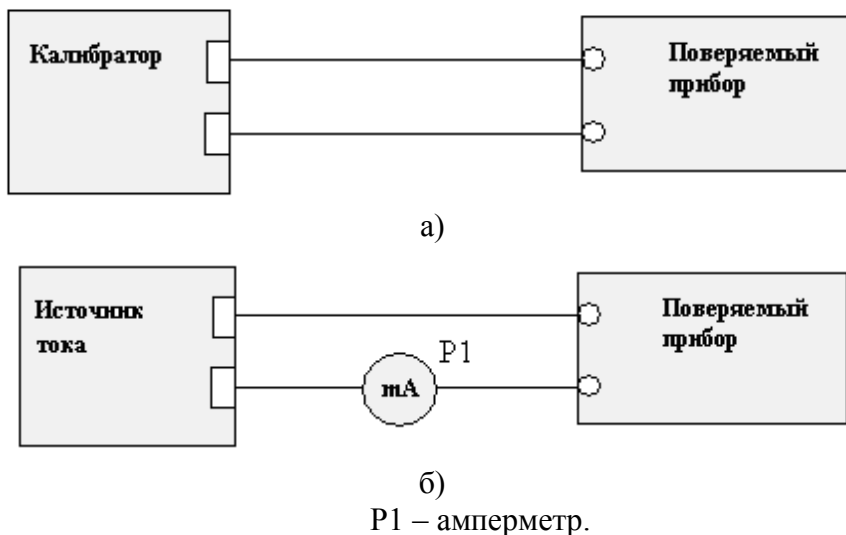 Калибратор
Поверяемый
прибор
а)
Источник
тока
P1
mA
Поверяемый
прибор
б)
P1 – амперметр.